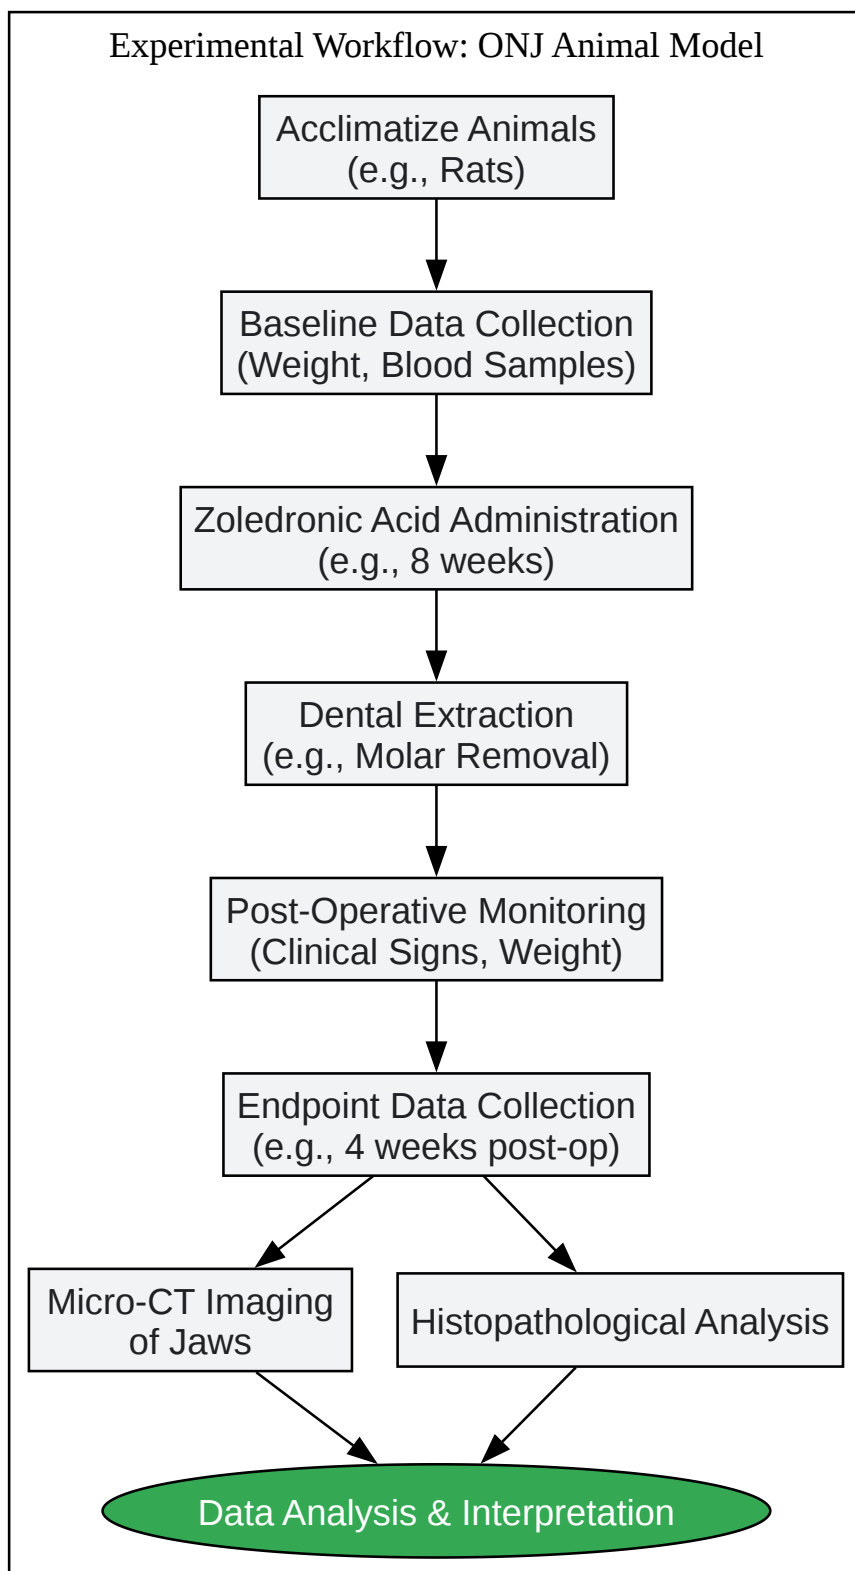 Experimental Workflow: ONJ Animal Model
Acclimatize Animals
(e.g., Rats)
Baseline Data Collection
(Weight, Blood Samples)
Zoledronic Acid Administration
(e.g., 8 weeks)
Dental Extraction
(e.g., Molar Removal)
Post-Operative Monitoring
(Clinical Signs, Weight)
Endpoint Data Collection
(e.g., 4 weeks post-op)
Micro-CT Imaging
of Jaws
Histopathological Analysis
Data Analysis & Interpretation